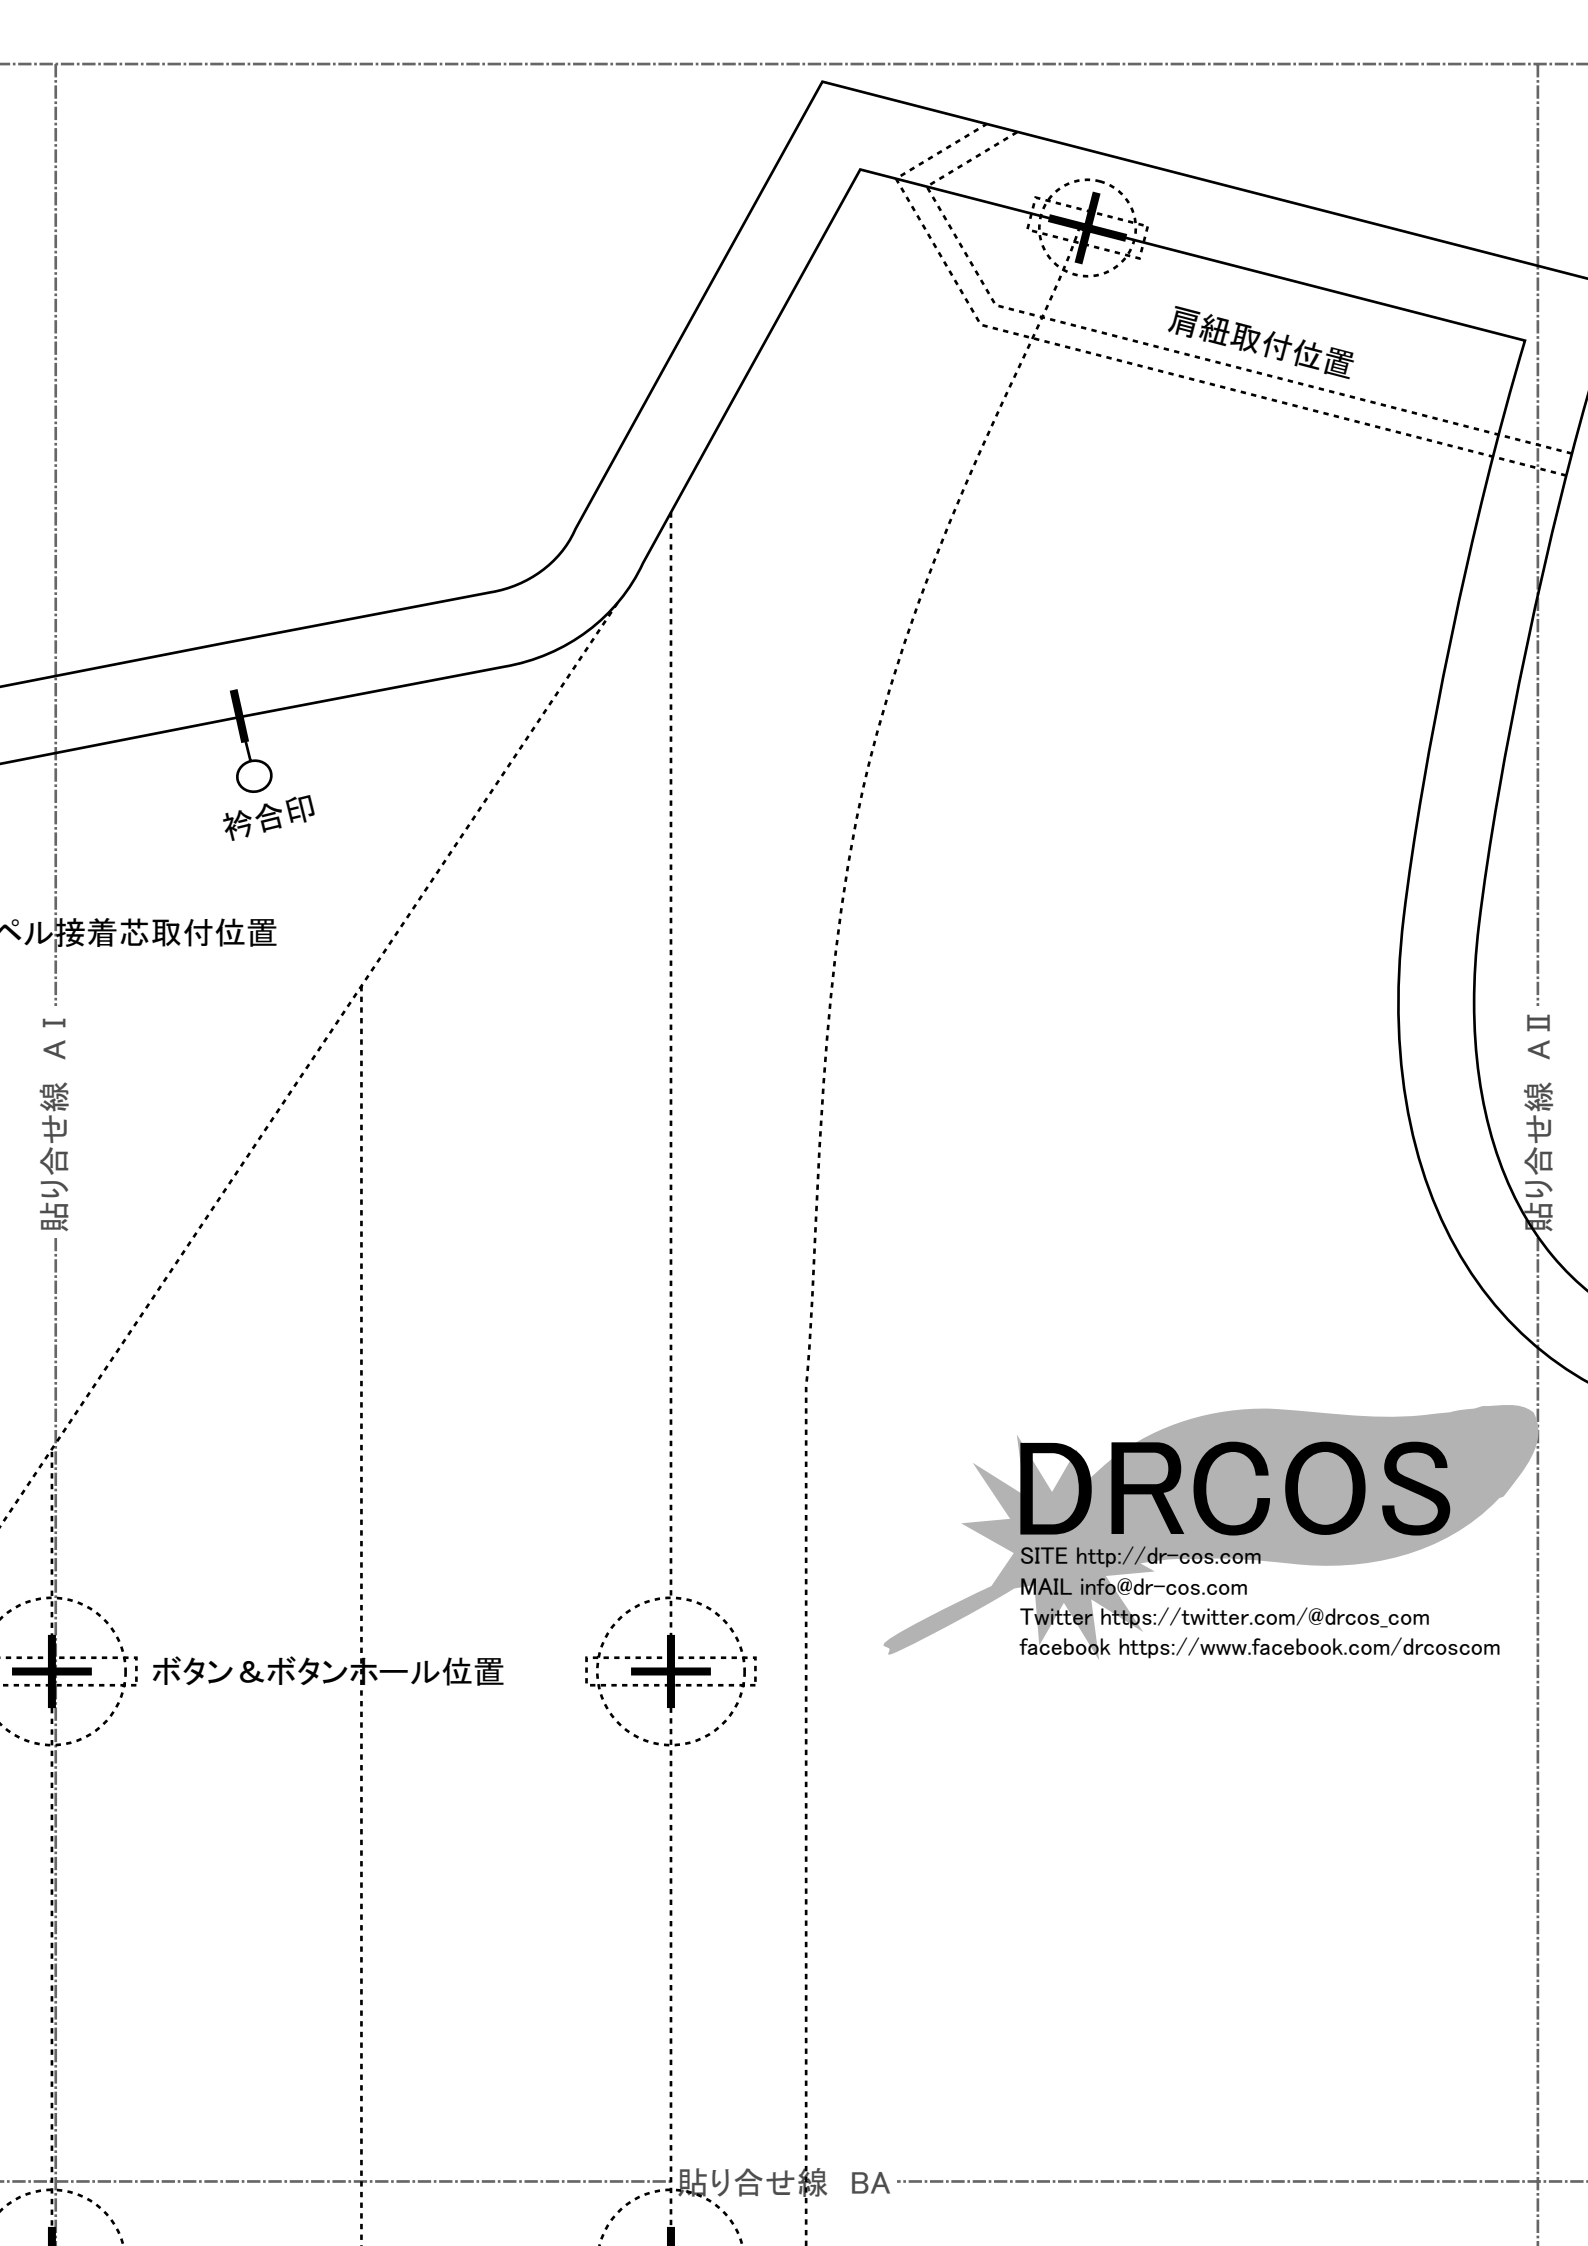 肩紐取付位置
衿合印
ペル接着芯取付位置
貼り合せ線 AⅠ
貼り合せ線 AⅡ
DRCOS
SITE http://dr-cos.com
MAIL info@dr-cos.com
Twitter https://twitter.com/@drcos_com
facebook https://www.facebook.com/drcoscom
ボタン&ボタンホール位置
貼り合せ線 BA